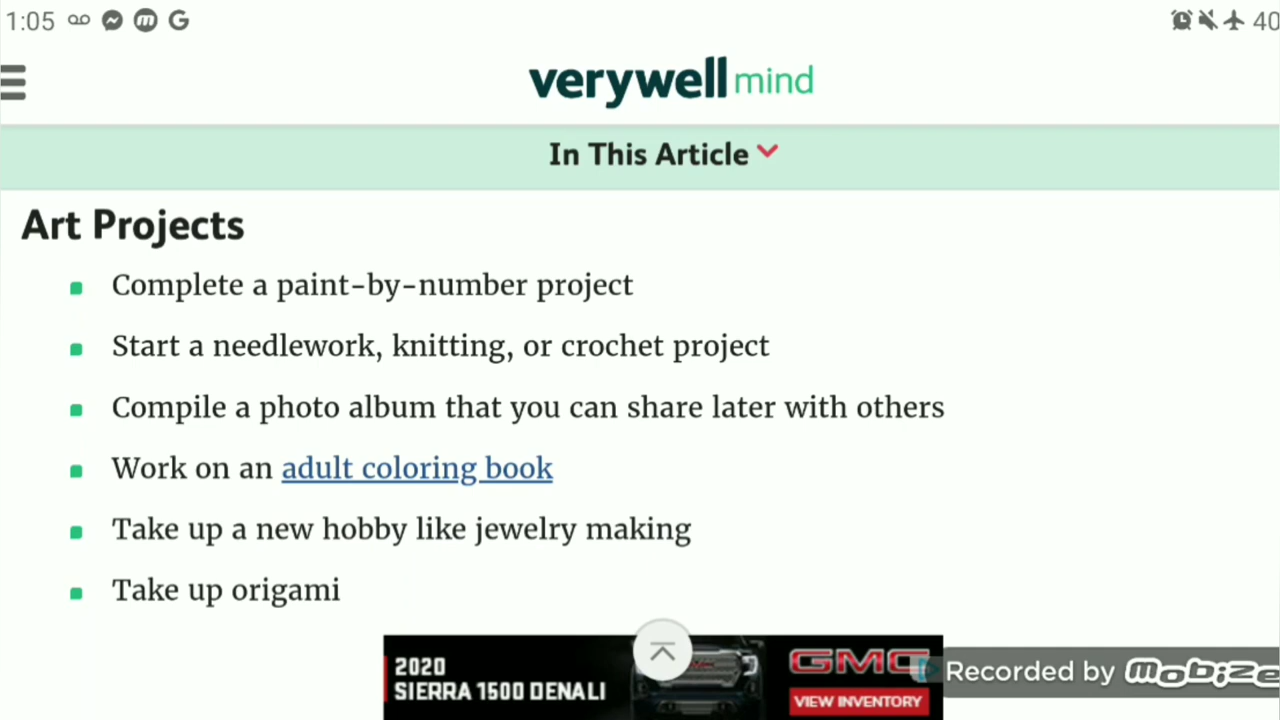 1:05
40
verywell mind
In This Article
Art Projects
Complete a paint-by-number project
Start a needlework, knitting, or crochet project
Compile a photo album that you can share later with others
Work on an adult coloring book
Take up a new hobby like jewelry making
Take up origami
2020
SIERRA 1500 DENALI
GMC
VIEW INVENTORY
Recorded by mobize